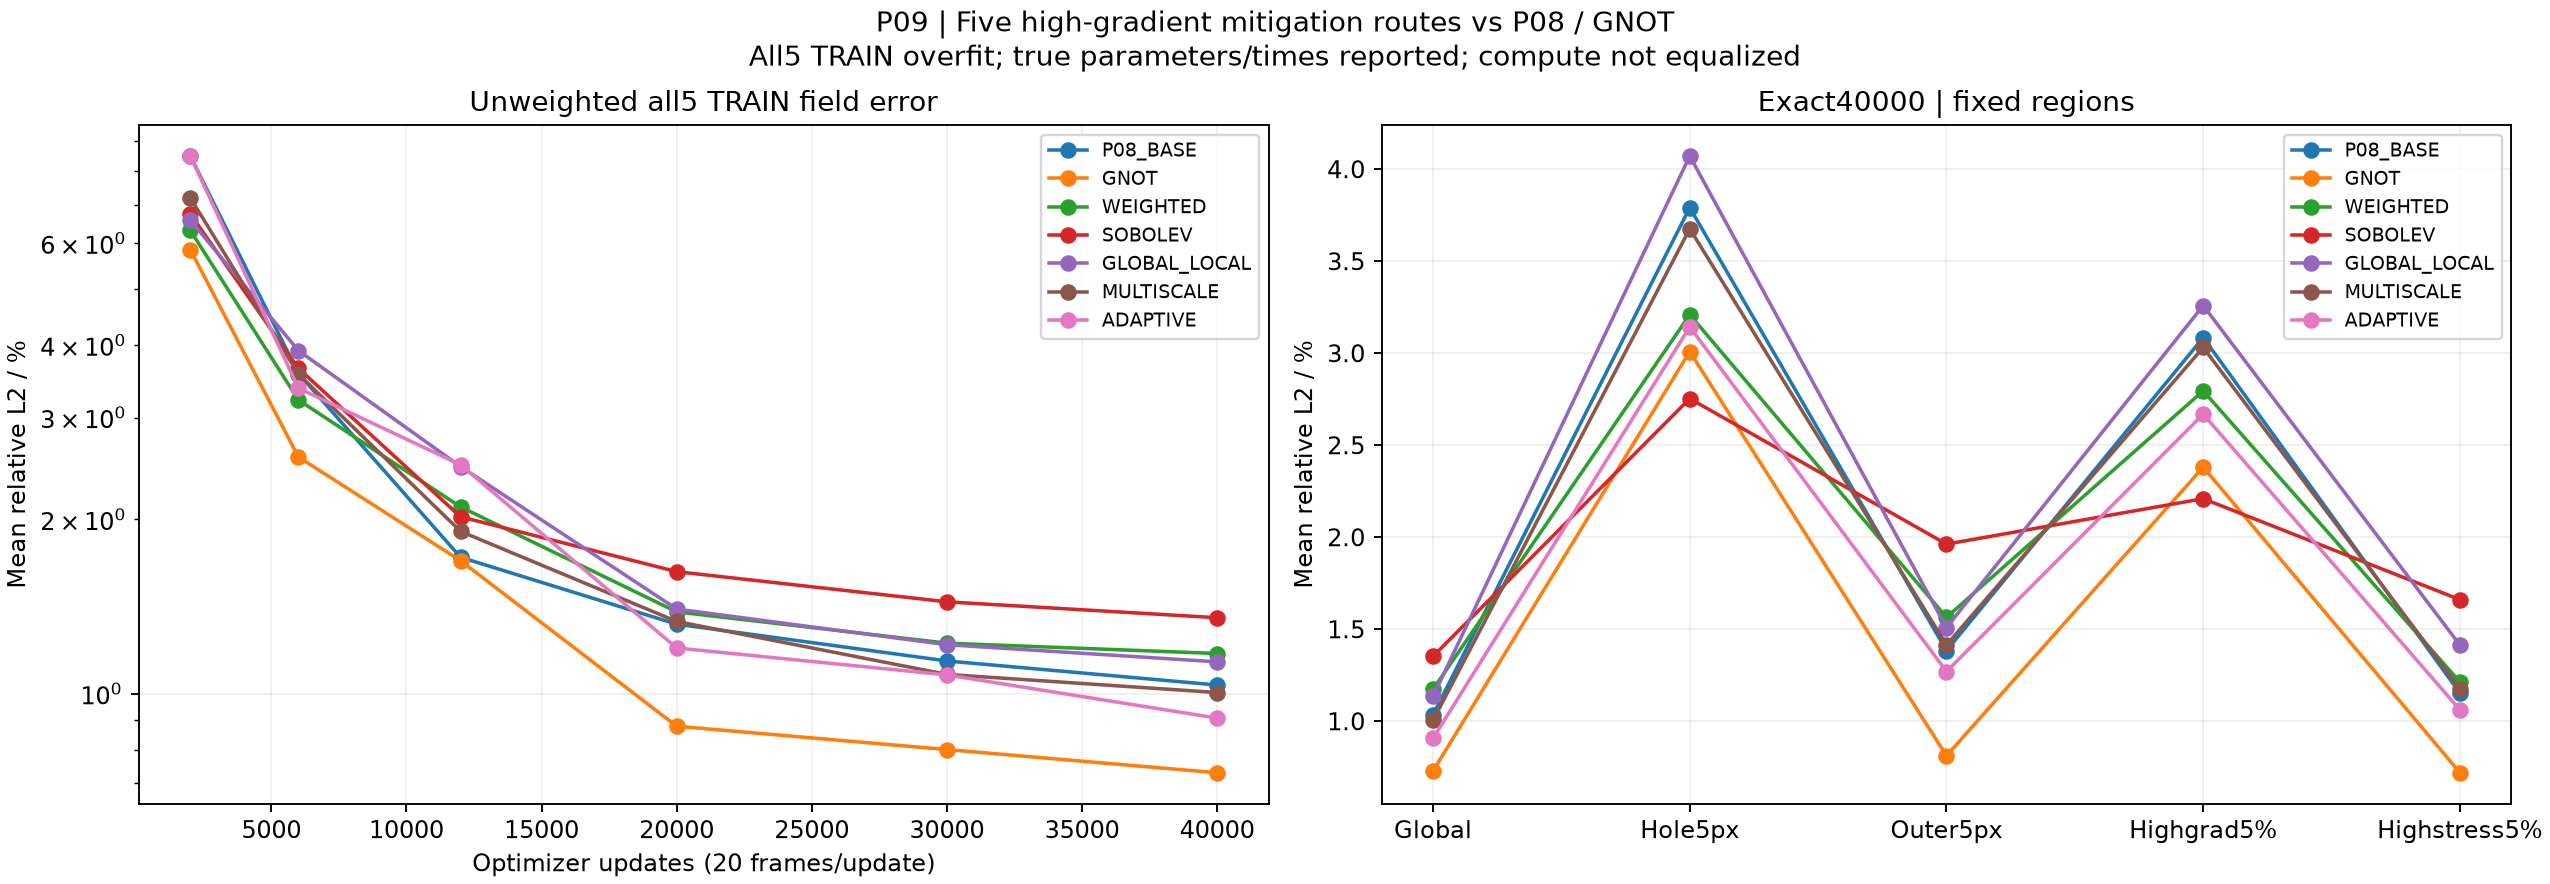 P09 | Five high-gradient mitigation routes vs P08 / GNOT
All5 TRAIN overfit; true parameters/times reported; compute not equalized
Unweighted all5 TRAIN field error
Mean relative L2 / %
6 × 10⁰
4 × 10⁰
3 × 10⁰
2 × 10⁰
10⁰
P08_BASE
GNOT
WEIGHTED
SOBOLEV
GLOBAL_LOCAL
MULTISCALE
ADAPTIVE
5000 10000 15000 20000 25000 30000 35000 40000
Optimizer updates (20 frames/update)
Exact40000 | fixed regions
Mean relative L2 / %
4.0
3.5
3.0
2.5
2.0
1.5
1.0
P08_BASE
GNOT
WEIGHTED
SOBOLEV
GLOBAL_LOCAL
MULTISCALE
ADAPTIVE
Global Hole5px Outer5px Highgrad5% Highstress5%